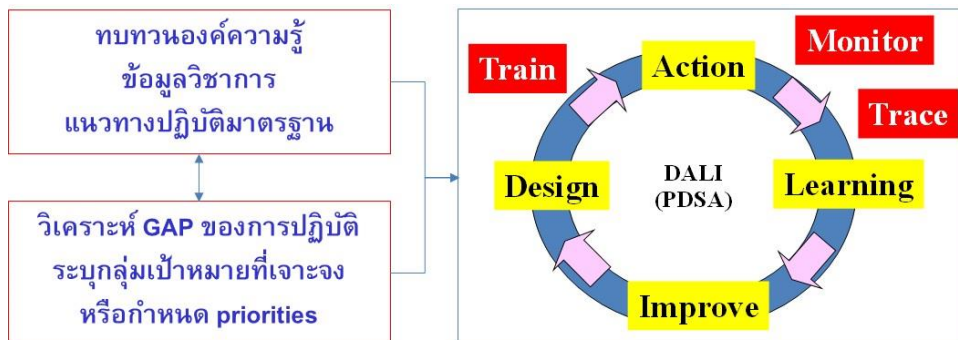 ทบทวนองค์ความรู้
ข้อมูลวิชาการ
แนวทางปฏิบัติมาตรฐาน
วิเคราะห์ GAP ของการปฏิบัติ
ระบุกลุ่มเป้าหมายที่เจาะจง
หรือกำหนด priorities
Train
Action
Monitor
Trace
Design
DALI
(PDSA)
Learning
Improve